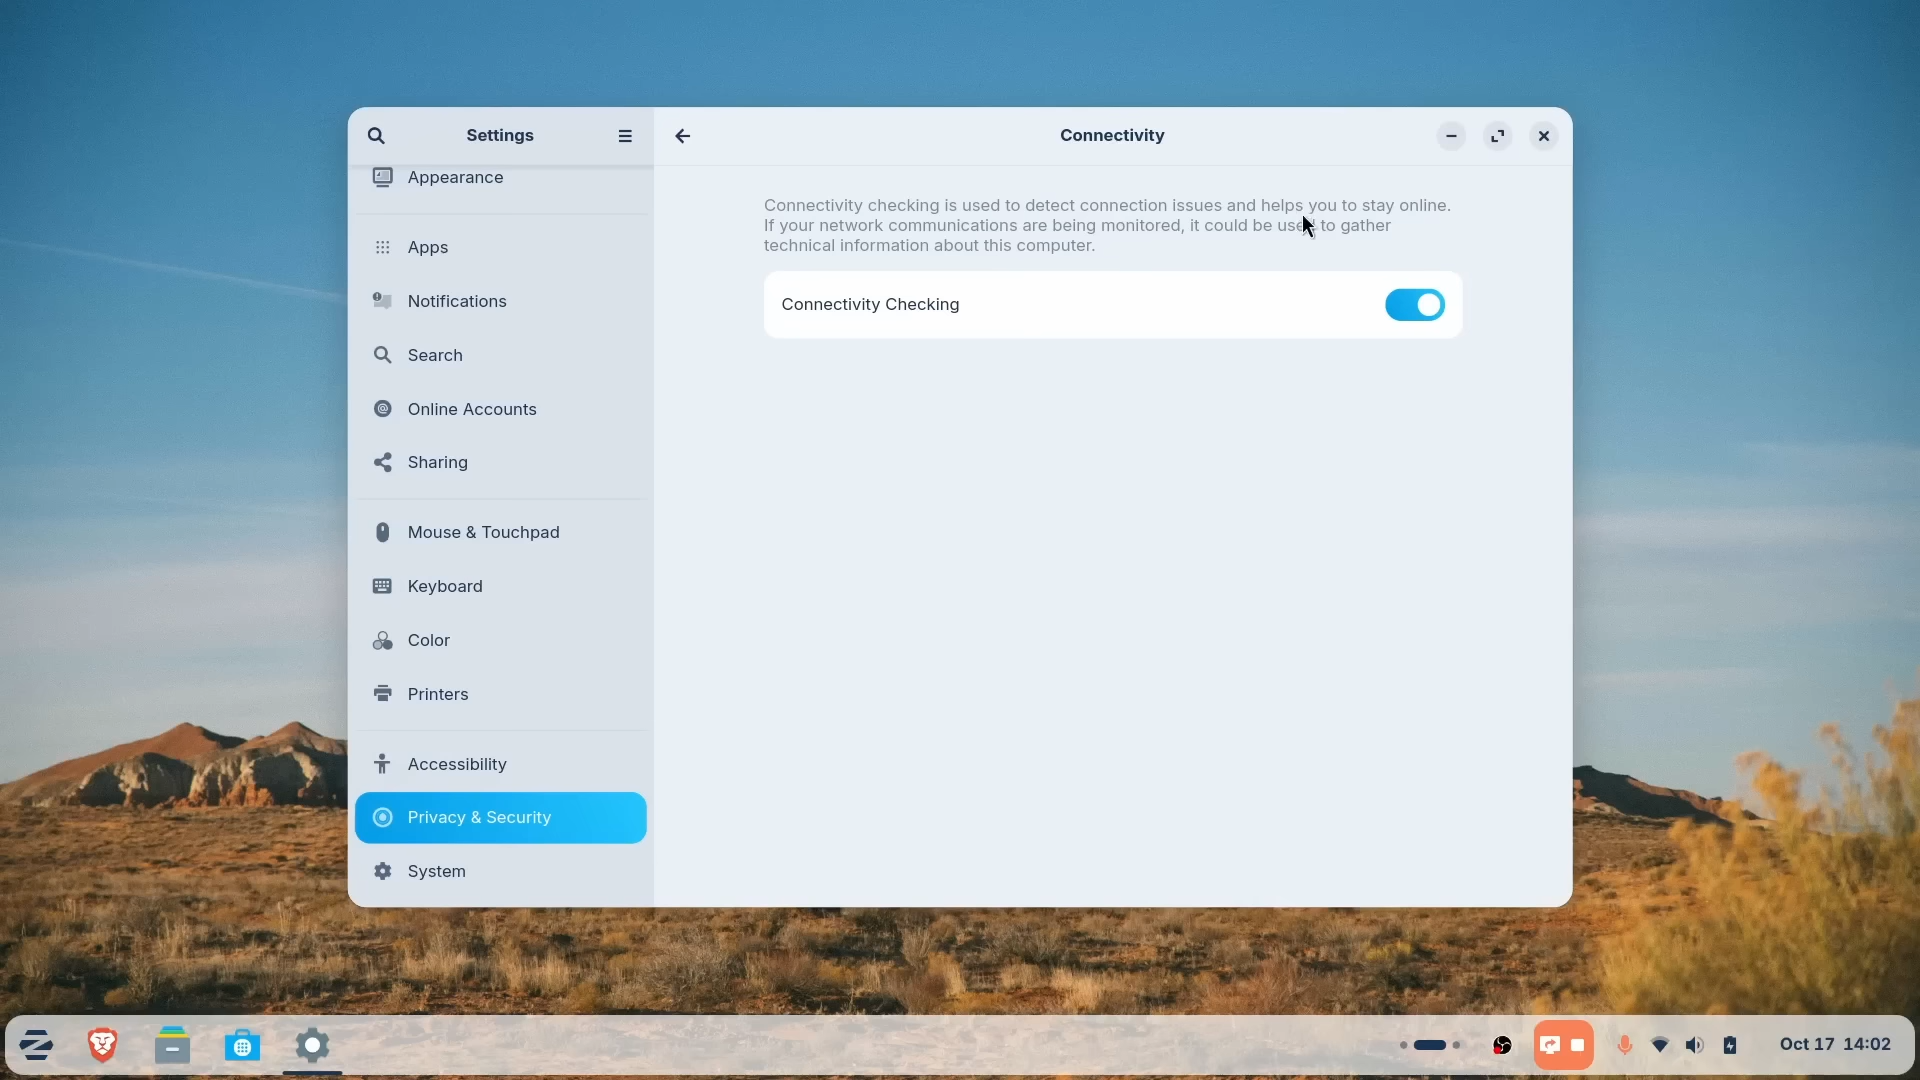 Settings
Connectivity
Appearance
Apps
Notifications
Search
Online Accounts
Sharing
Mouse & Touchpad
Keyboard
Color
Printers
Accessibility
Privacy & Security
System
Connectivity checking is used to detect connection issues and helps you to stay online.
If your network communications are being monitored, it could be used to gather
technical information about this computer.
Connectivity Checking
Oct 17 14:02